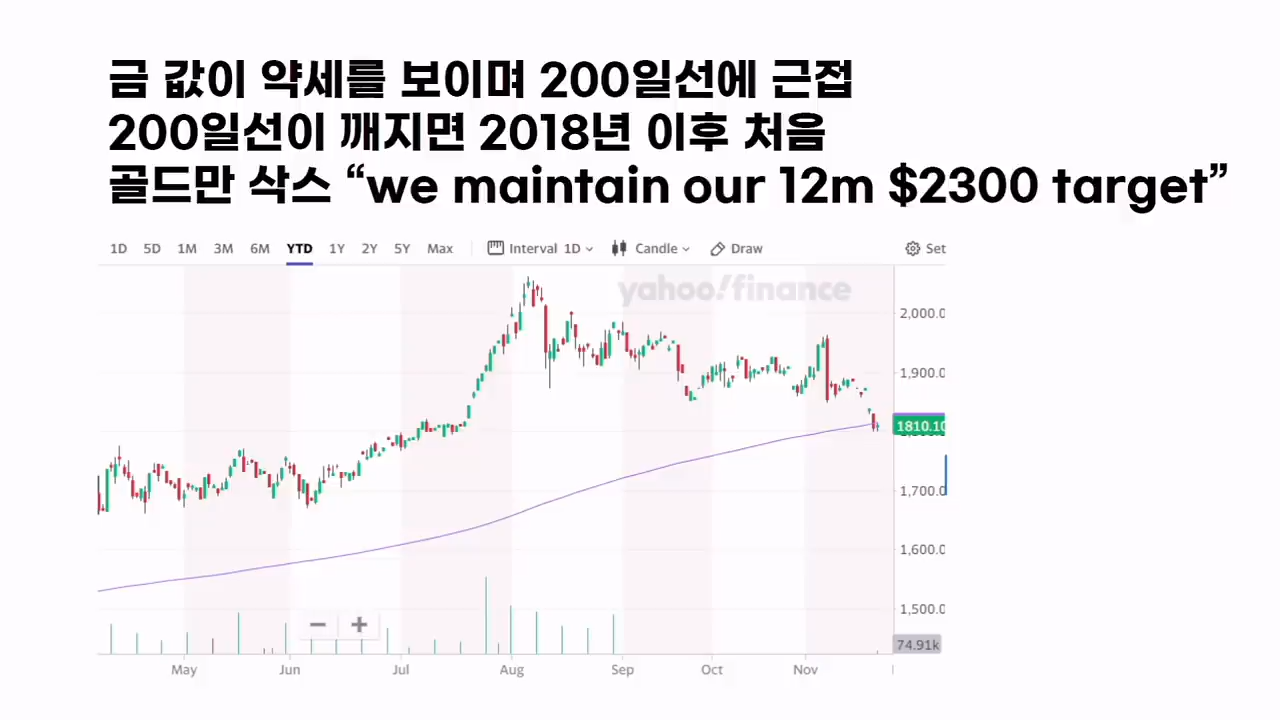 금 값이 약세를 보이며 200일선에 근접
200일선이 깨지면 2018년 이후 처음
골드만 삭스 “we maintain our 12m $2300 target”
1D 5D 1M 3M 6M YTD 1Y 2Y 5Y Max Interval 1D Candle Draw Set
yahoo!finance
2,000.0
1,900.0
1810.10
1,700.0
1,600.0
1,500.0
74.91k
May Jun Jul Aug Sep Oct Nov